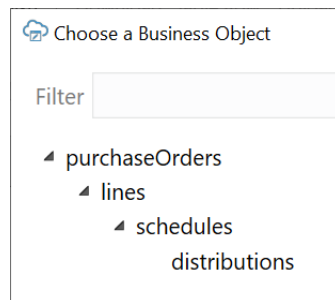 Choose a Business Object
Filter
purchaseOrders
lines
schedules
distributions